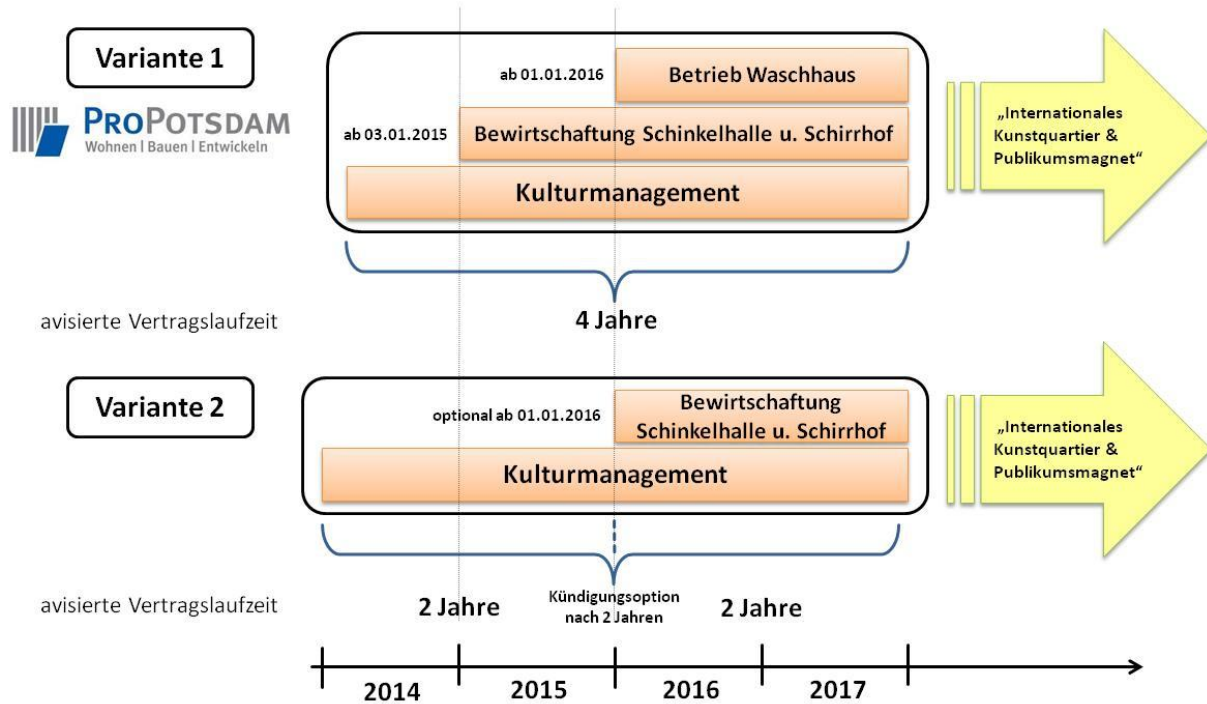 Variante 1
PROPOTSDAM
Wohnen | Bauen | Entwickeln
ab 01.01.2016
Betrieb Waschhaus
ab 03.01.2015
Bewirtschaftung Schinkelhalle u. Schirrhof
Kulturmanagement
„Internationales
Kunstquartier &
Publikumsmagnet“
avisierte Vertragslaufzeit
4 Jahre
Variante 2
optional ab 01.01.2016
Bewirtschaftung
Schinkelhalle u. Schirrhof
Kulturmanagement
„Internationales
Kunstquartier &
Publikumsmagnet“
avisierte Vertragslaufzeit
2 Jahre
Kündigungsoption
nach 2 Jahren
2 Jahre
2014
2015
2016
2017